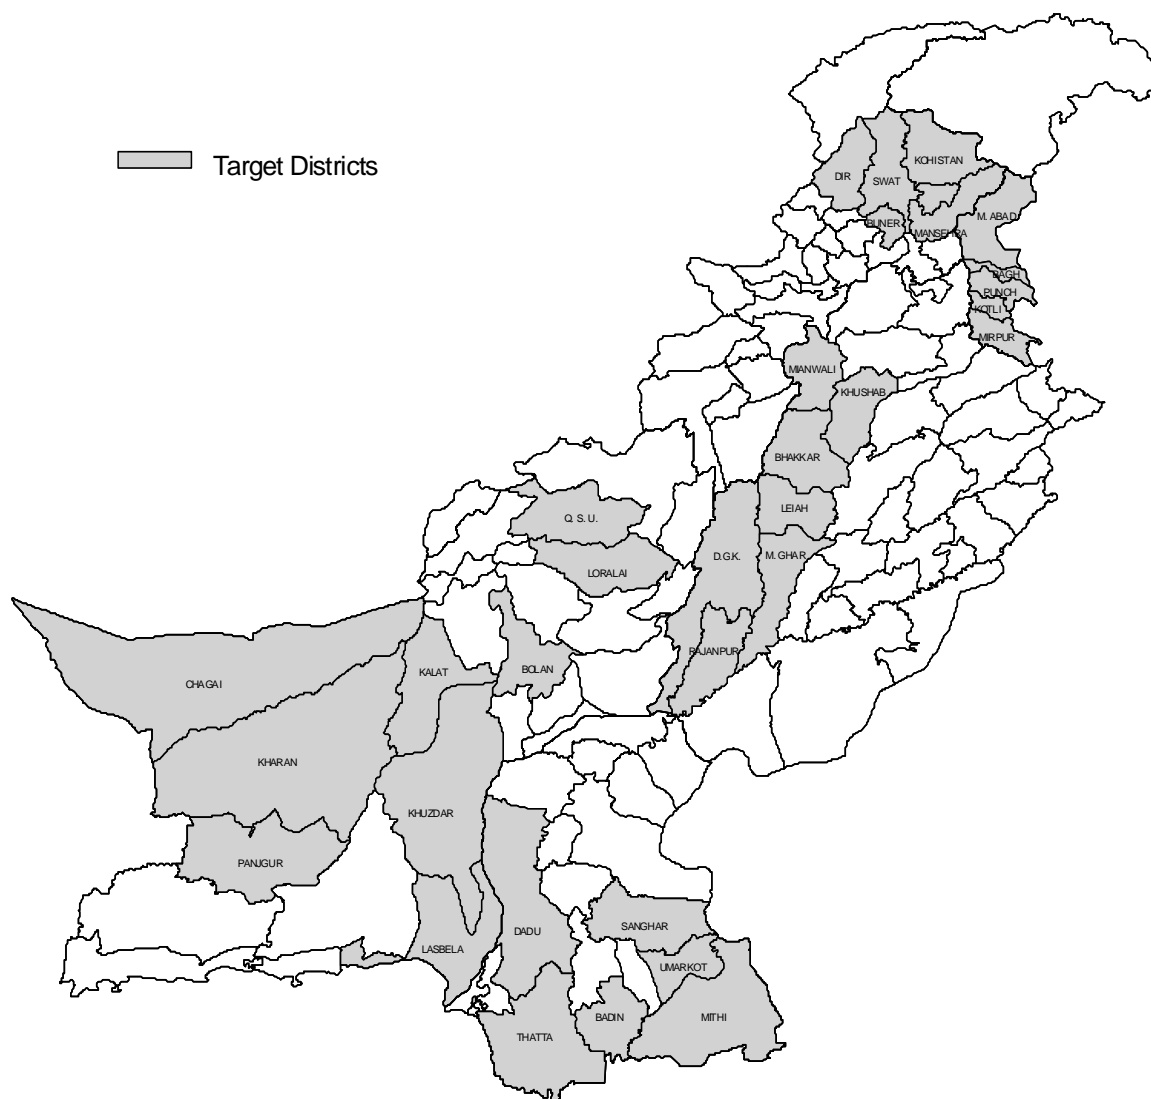 Target Districts
KOHISTAN
DIR
SWAT
M. ABAD
BUNER
MANSEHRA
BAGH
PUNCH
KOTLI
MIRPUR
MIANWALI
KHUSHAB
BHAKKAR
LEIAH
Q. S. U.
D.G.K.
M. GHAR
LORALAI
RAJANPUR
BOLAN
KALAT
CHAGAI
KHARAN
KHUZDAR
PANJGUR
SANGHAR
DADU
LASBELA
UMARKOT
BADIN
MITHI
THATTA